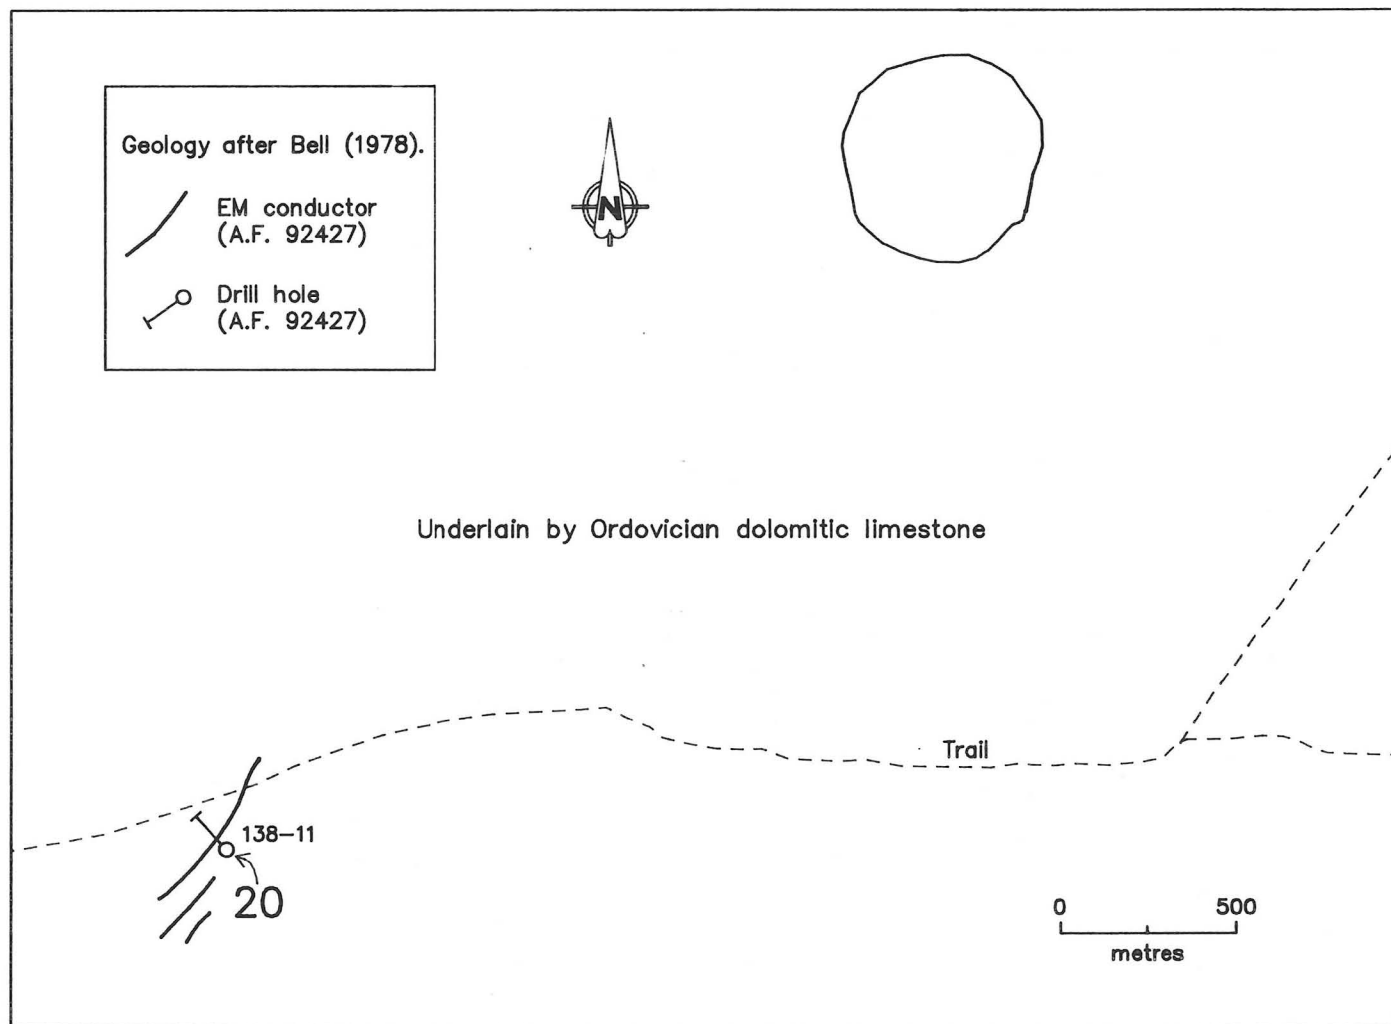 Geology after Bell (1978).
EM conductor
(A.F. 92427)
Drill hole
(A.F. 92427)
N
Underlain by Ordovician dolomitic limestone
Trail
138-11
20
0 500
metres